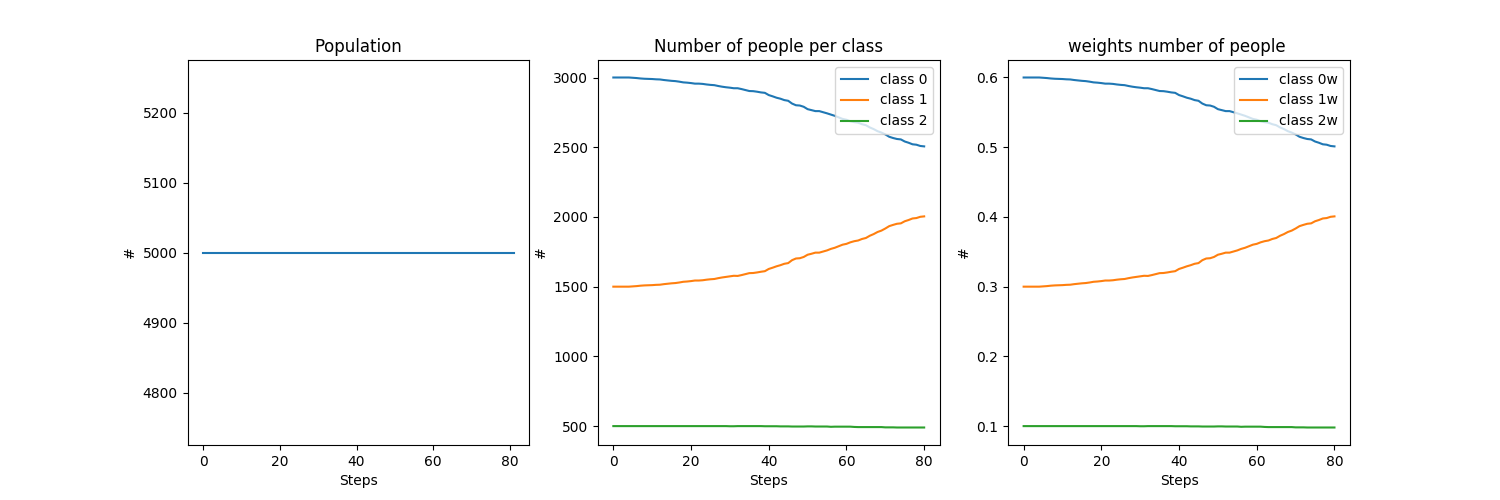 Population
5200
5100
5000
4900
4800
#
0 20 40 60 80
Steps
Number of people per class
3000
2500
2000
1500
1000
500
#
class 0
class 1
class 2
0 20 40 60 80
Steps
weights number of people
0.6
0.5
0.4
0.3
0.2
0.1
#
class 0w
class 1w
class 2w
0 20 40 60 80
Steps